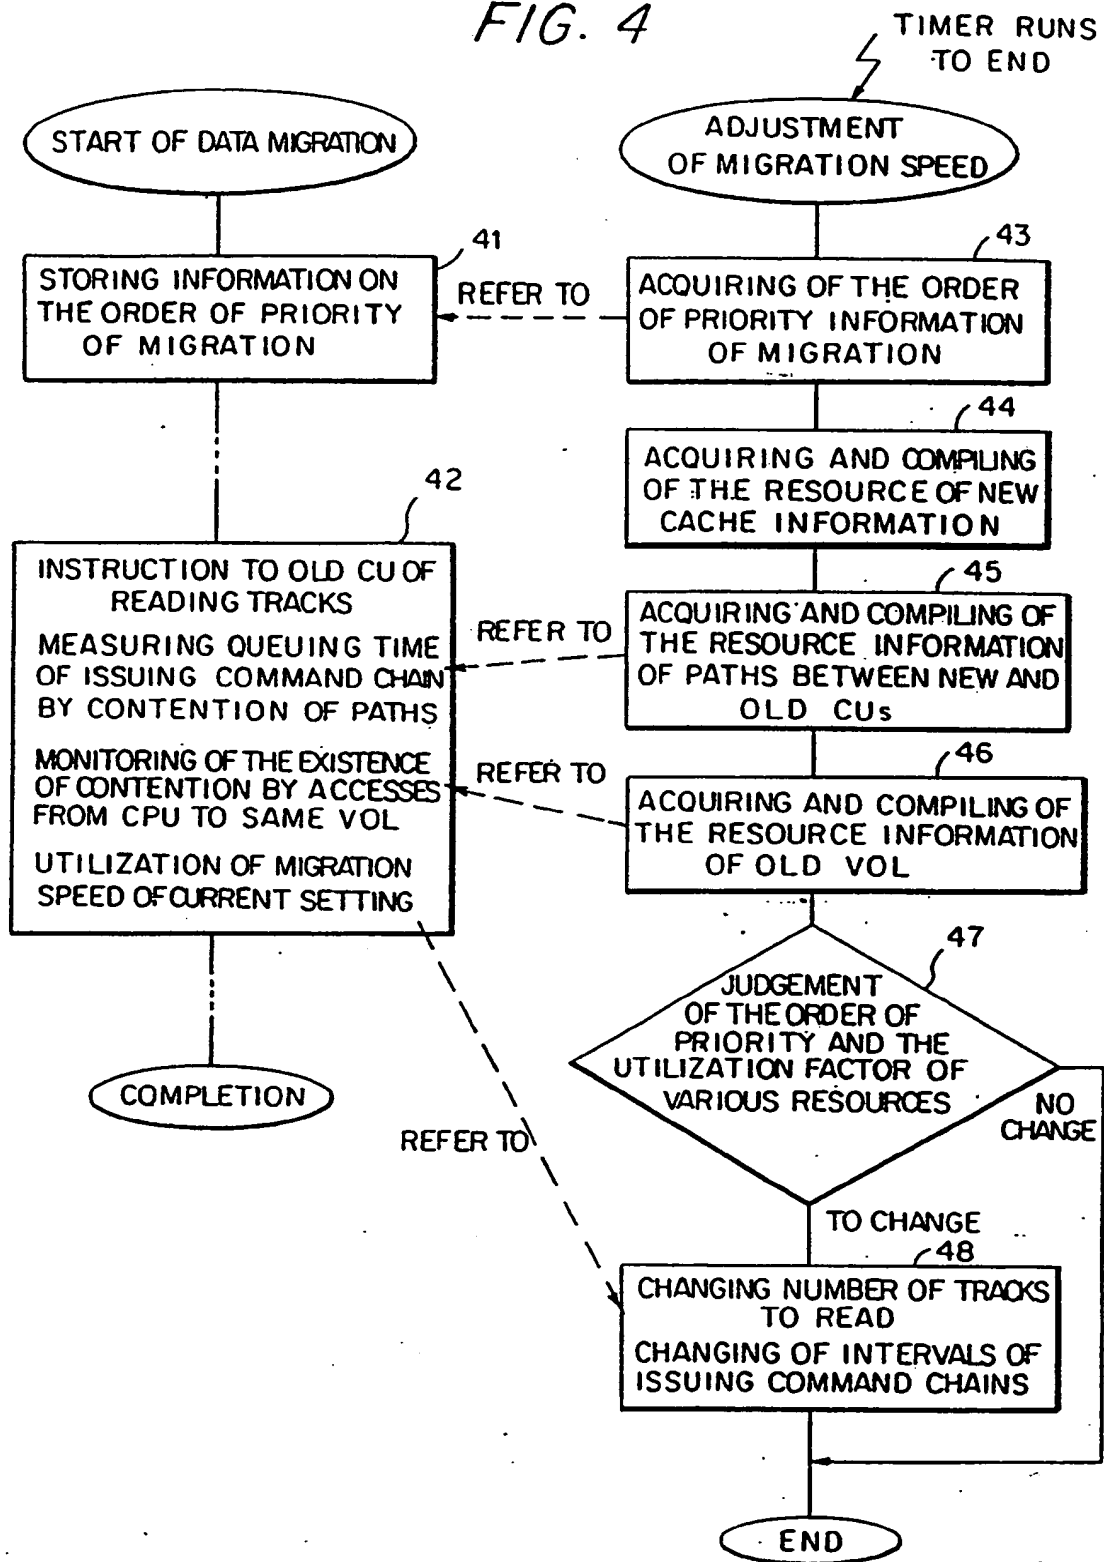 FIG. 4
TIMER RUNS
TO END
START OF DATA MIGRATION
41
STORING INFORMATION ON
THE ORDER OF PRIORITY
OF MIGRATION
42
INSTRUCTION TO OLD CU OF
READING TRACKS
MEASURING QUEUING TIME
OF ISSUING COMMAND CHAIN
BY CONTENTION OF PATHS
MONITORING OF THE EXISTENCE
OF CONTENTION BY ACCESSES
FROM CPU TO SAME VOL
UTILIZATION OF MIGRATION
SPEED OF CURRENT SETTING
COMPLETION
REFER TO
REFER TO
REFER TO
REFER TO
ADJUSTMENT
OF MIGRATION SPEED
43
ACQUIRING OF THE ORDER
OF PRIORITY INFORMATION
OF MIGRATION
44
ACQUIRING AND COMPILING
OF THE RESOURCE OF NEW
CACHE INFORMATION
45
ACQUIRING AND COMPILING OF
THE RESOURCE INFORMATION
OF PATHS BETWEEN NEW AND
OLD CUs
46
ACQUIRING AND COMPILING OF
THE RESOURCE INFORMATION
OF OLD VOL
47
JUDGEMENT
OF THE ORDER OF
PRIORITY AND THE
UTILIZATION FACTOR OF
VARIOUS RESOURCES
NO
CHANGE
TO CHANGE
48
CHANGING NUMBER OF TRACKS
TO READ
CHANGING OF INTERVALS OF
ISSUING COMMAND CHAINS
END